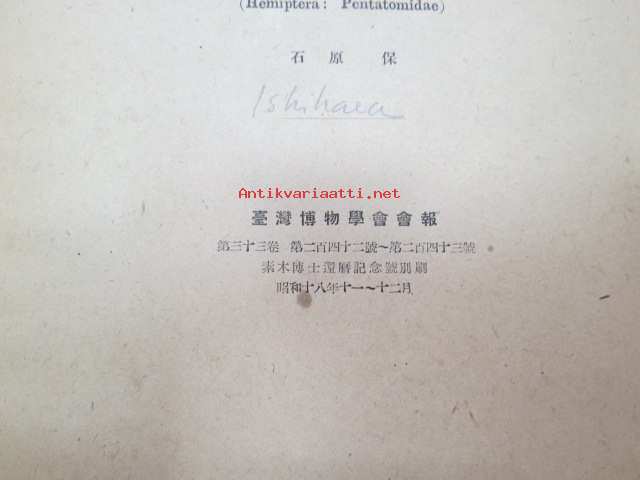 (Hemiptera: Pentatomidae)
石原保
Ishihara
Antikvariaatti.net
臺灣博物學會會報
第三十三卷 第二百四十二號～第二百四十三號
素木博士還曆記念號別刷
昭和十八年十一～十二月